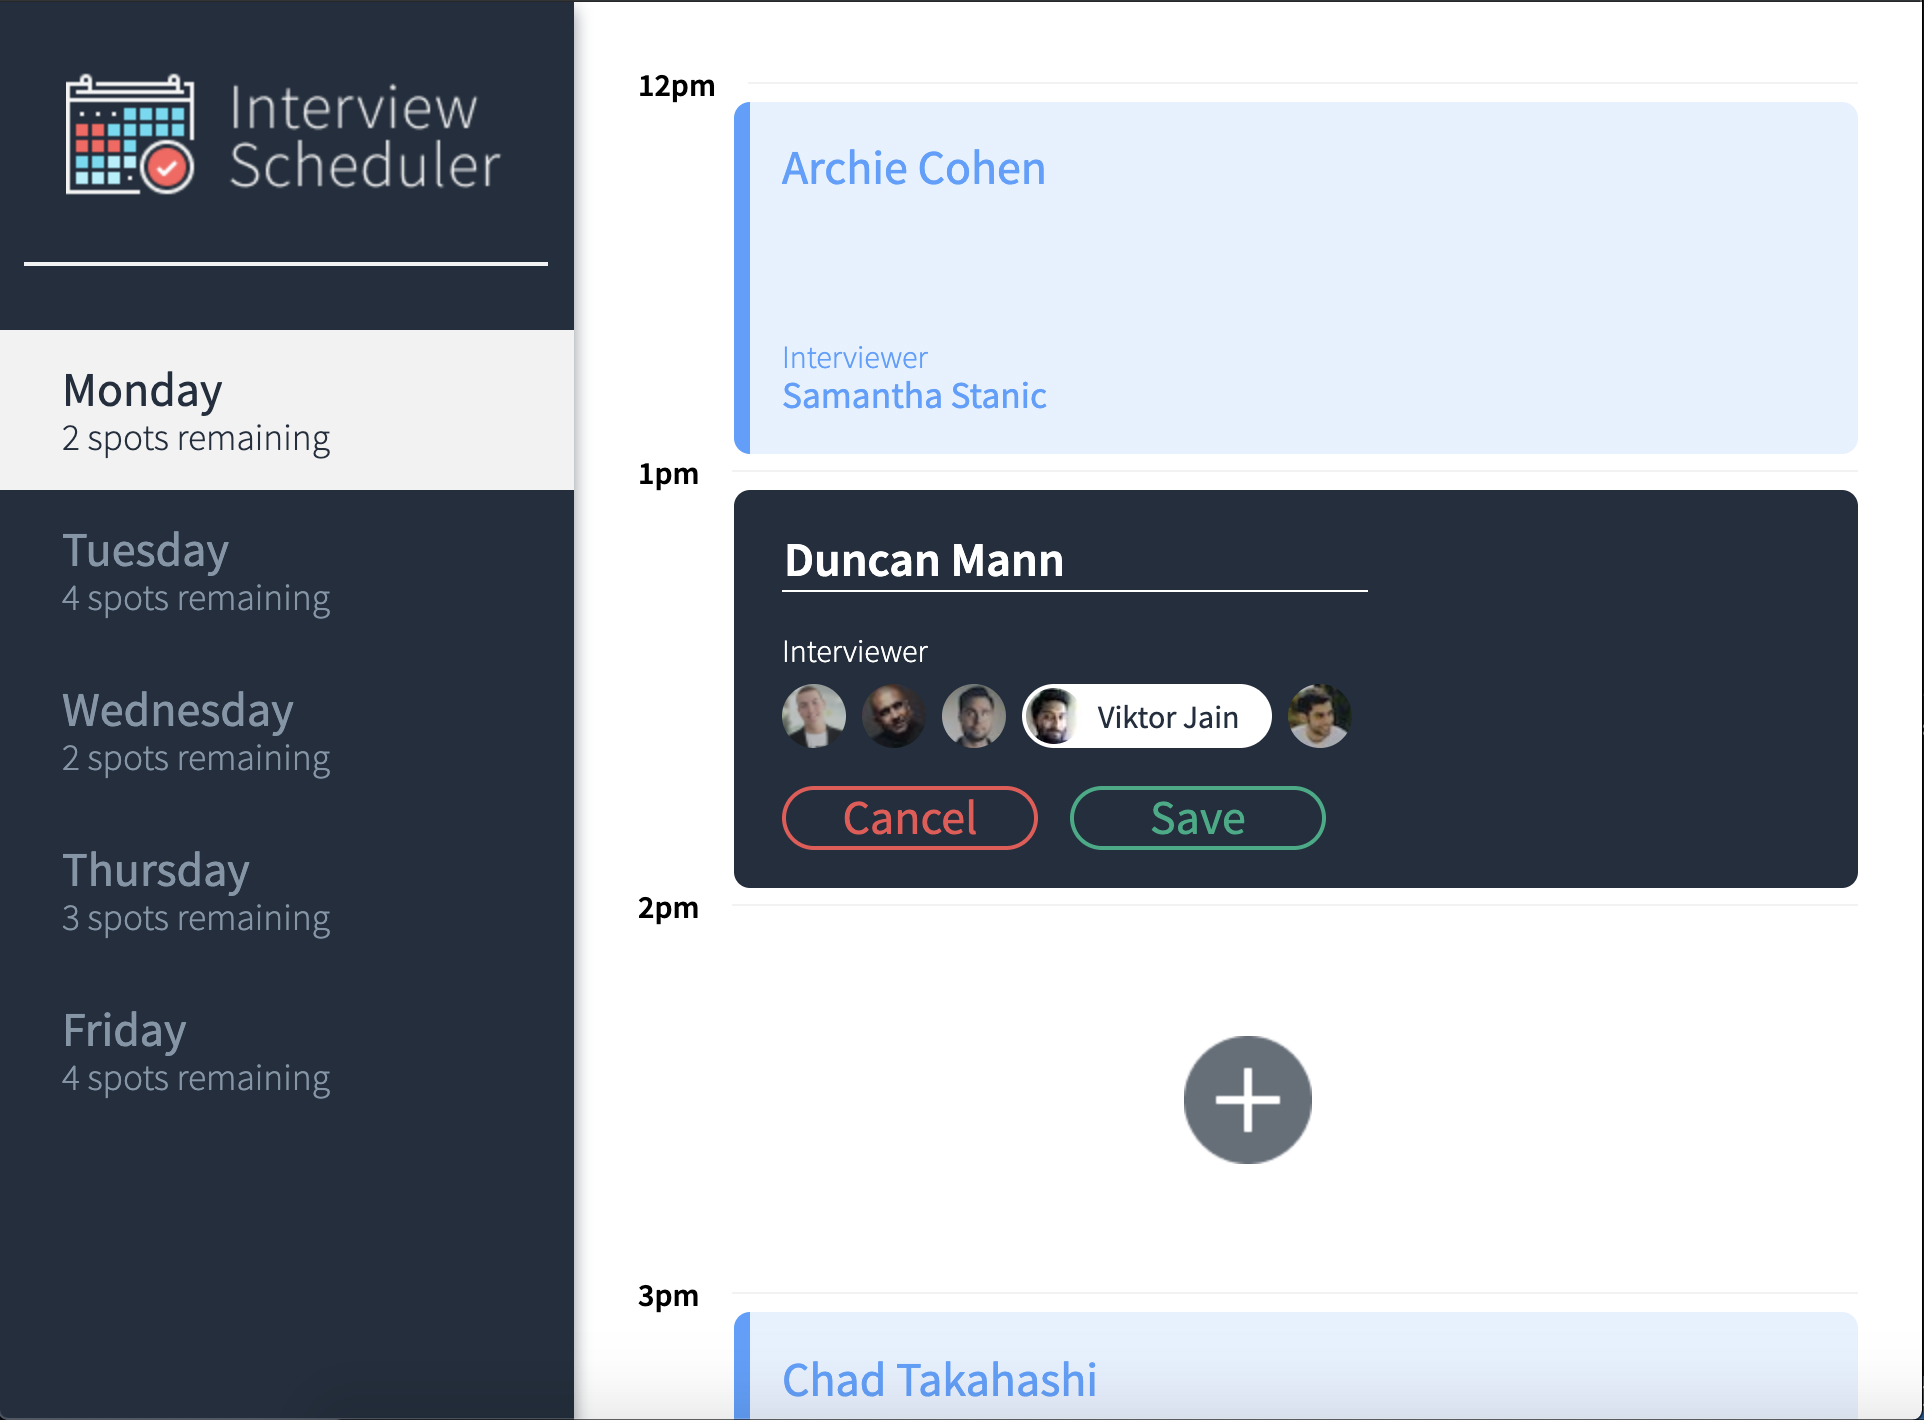 Interview
Scheduler
Monday
2 spots remaining
Tuesday
4 spots remaining
Wednesday
2 spots remaining
Thursday
3 spots remaining
Friday
4 spots remaining
12pm
Archie Cohen
Interviewer
Samantha Stanic
1pm
Duncan Mann
Interviewer
Viktor Jain
Cancel Save
2pm
3pm
Chad Takahashi